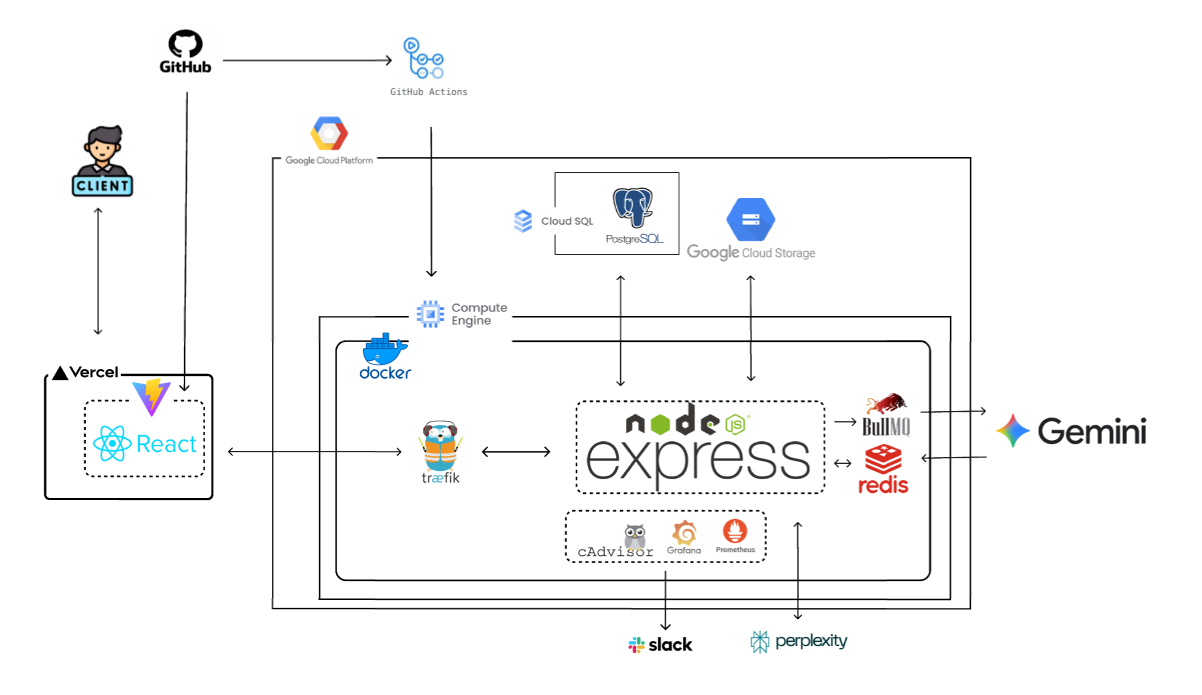 GitHub
GitHub Actions
CLIENT
Google Cloud Platform
Cloud SQL
PostgreSQL
Google Cloud Storage
Compute
Engine
docker
Vercel
React
træfik
node
JS
express
BullMQ
redis
Gemini
cAdvisor
Grafana
Prometheus
slack
perplexity